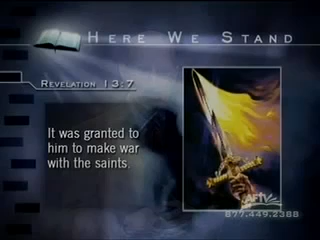 HERE WE STAND
REVELATION 13:7
It was granted to
him to make war
with the saints.
AFTV
877.449.2388